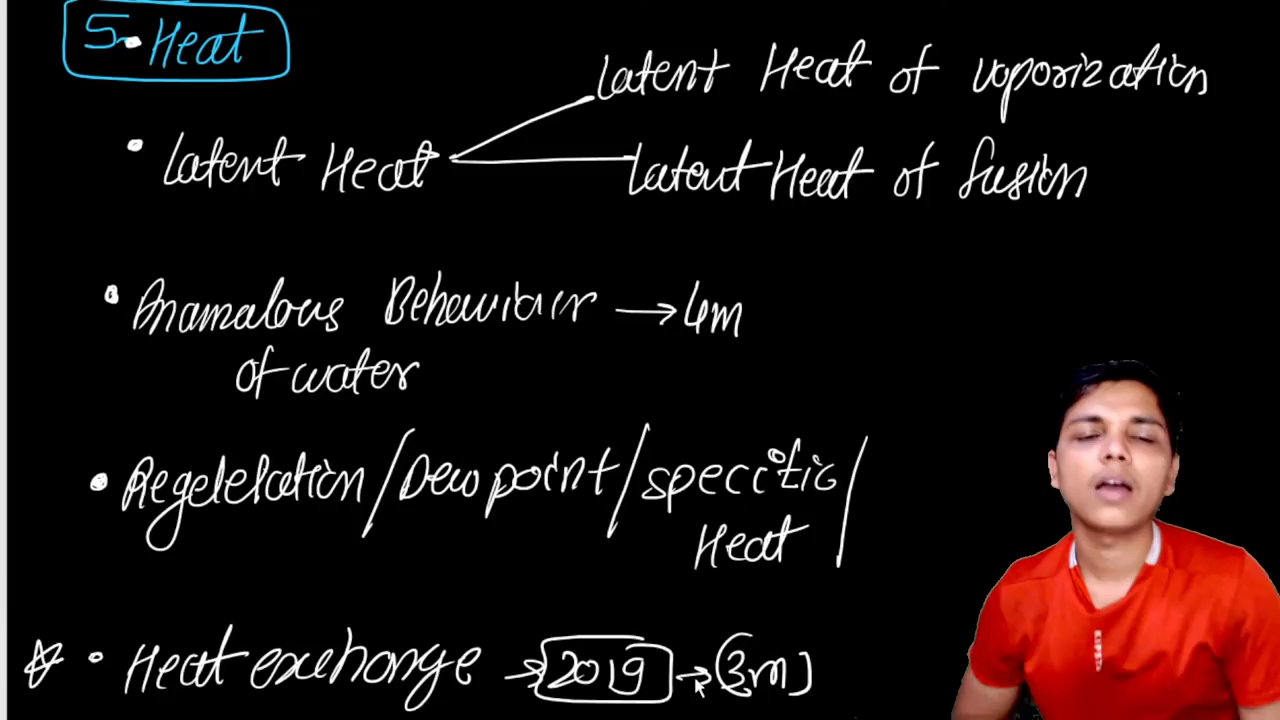 5. Heat
Latent Heat of vaporization
• Latent Heat
Latent Heat of fusion
• Anamalous Behaviour → 4m
of water
• Regelelation / Dew point / specific /
Heat
☆ • Heat exchange → 2019 → (3m)